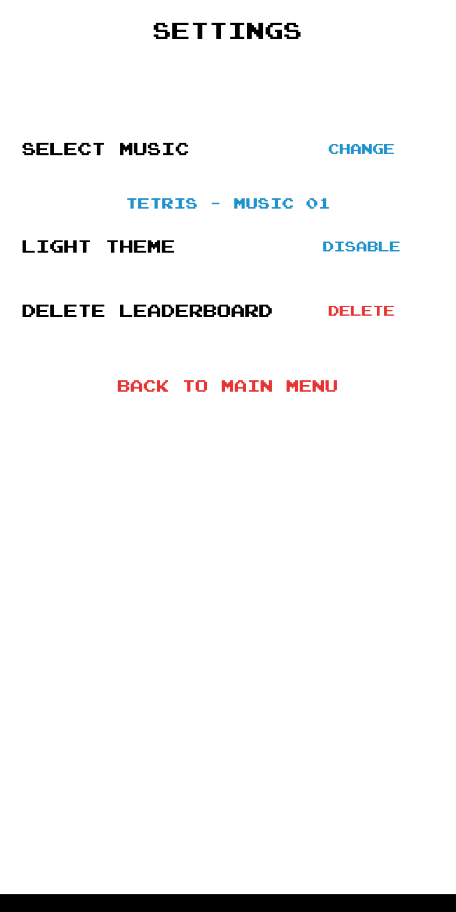 SETTINGS
SELECT MUSIC CHANGE
TETRIS - MUSIC 01
LIGHT THEME DISABLE
DELETE LEADERBOARD DELETE
BACK TO MAIN MENU